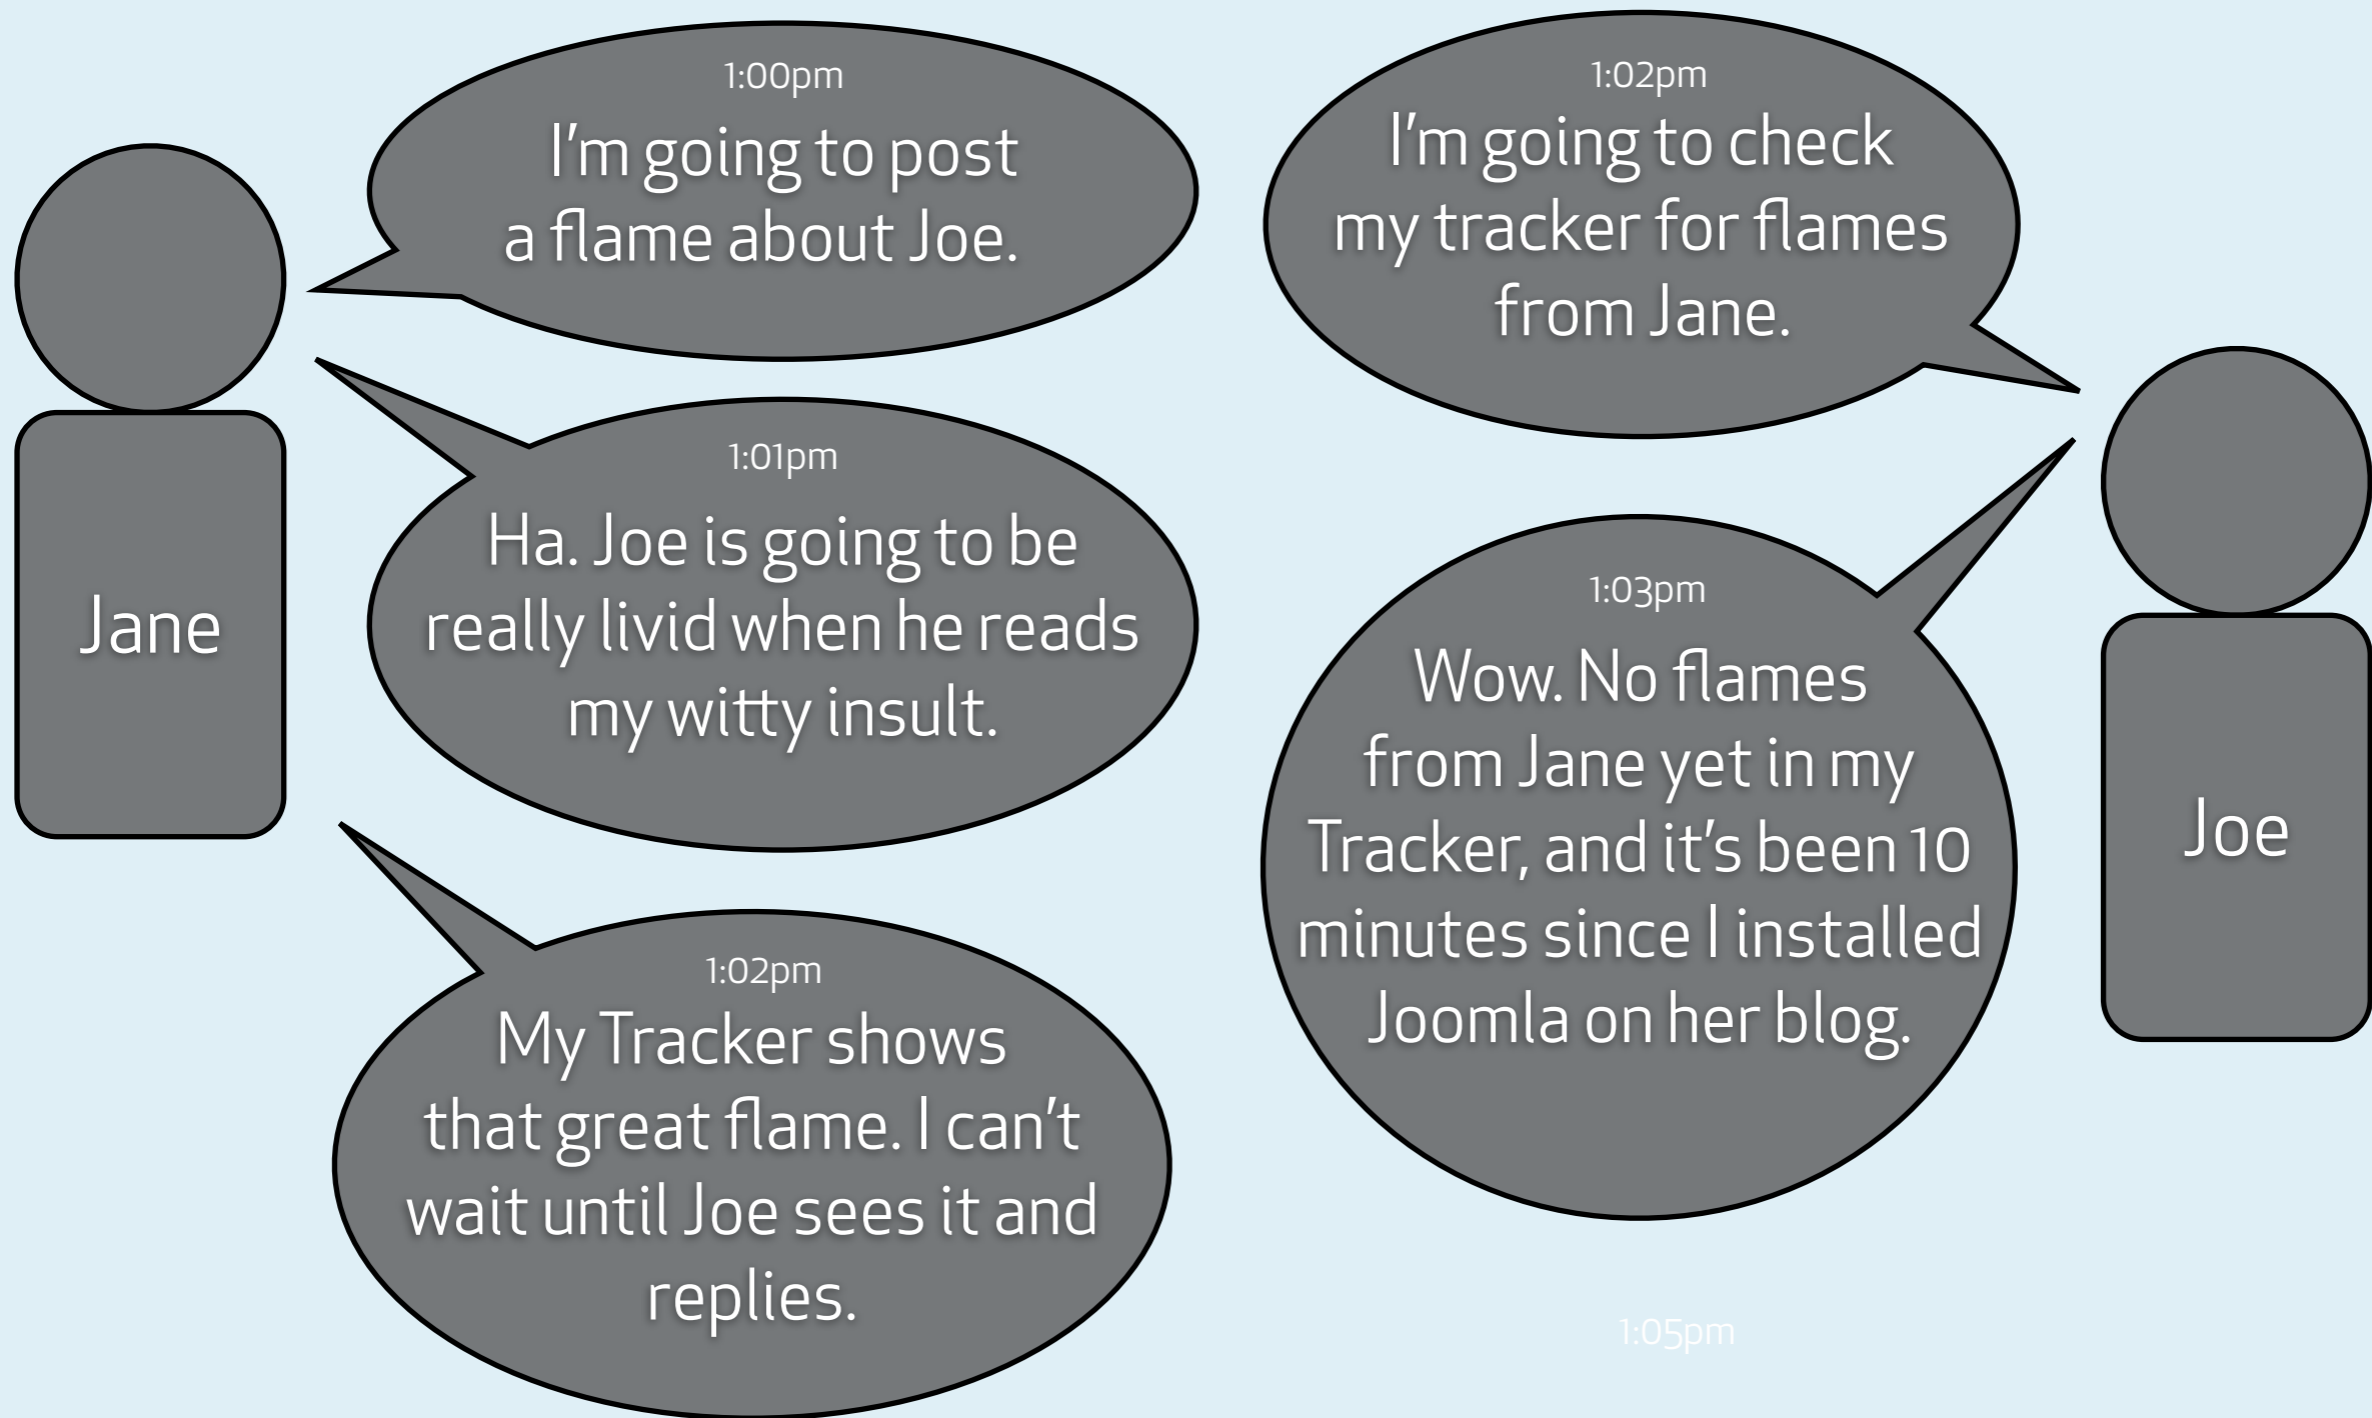 Jane
1:00pm
I'm going to post
a flame about Joe.
1:01pm
Ha. Joe is going to be
really livid when he reads
my witty insult.
1:02pm
My Tracker shows
that great flame. I can't
wait until Joe sees it and
replies.
1:02pm
I'm going to check
my tracker for flames
from Jane.
1:03pm
Wow. No flames
from Jane yet in my
Tracker, and it's been 10
minutes since I installed
Joomla on her blog.
Joe
1:05pm